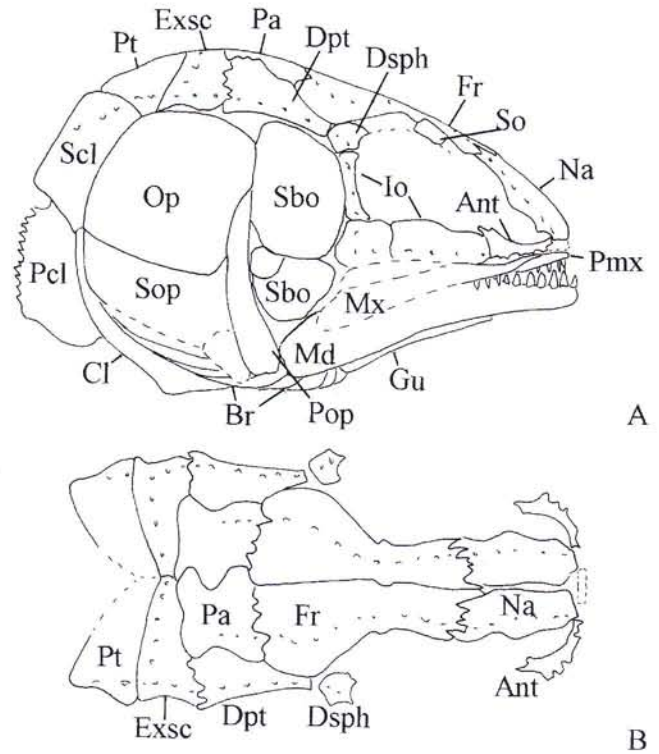 Exsc Pa
Pt Dpt
Dsph
Fr
So
Scl Na
Op Sbo Io
Ant
Pcl Sop Sbo Mx Pmx
Md
Cl Gu
Br Pop
A
Pa Fr Na
Pt Ant
Exsc Dpt Dsph
B